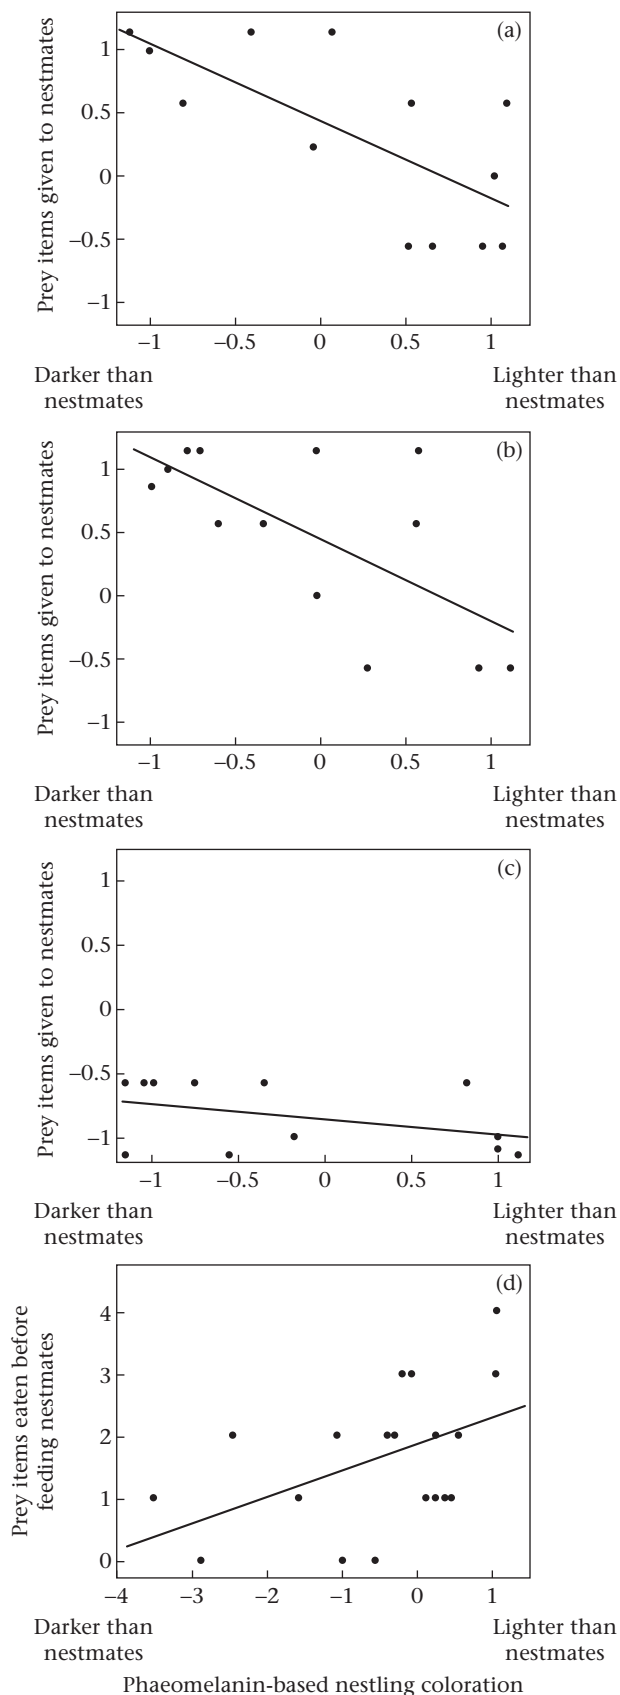 (a)
Prey items given to nestmates
1
0.5
0
−0.5
−1
−1 −0.5 0 0.5 1
Darker than nestmates
Lighter than nestmates
(b)
Prey items given to nestmates
1
0.5
0
−0.5
−1
−1 −0.5 0 0.5 1
Darker than nestmates
Lighter than nestmates
(c)
Prey items given to nestmates
1
0.5
0
−0.5
−1
−1 −0.5 0 0.5 1
Darker than nestmates
Lighter than nestmates
(d)
Prey items eaten before
feeding nestmates
4
3
2
1
0
−4 −3 −2 −1 0 1
Darker than nestmates
Lighter than nestmates
Phaeomelanin-based nestling coloration